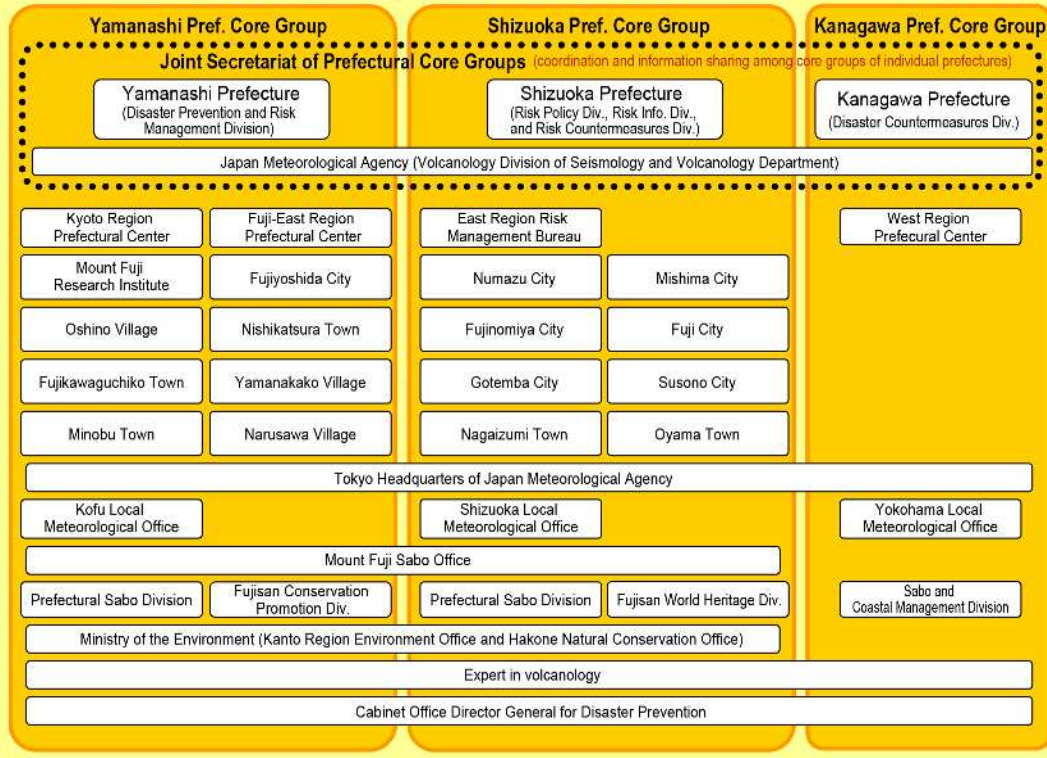 Yamanashi Pref. Core Group
Shizuoka Pref. Core Group
Kanagawa Pref. Core Group
Joint Secretariat of Prefectural Core Groups (coordination and information sharing among core groups of individual prefectures)
Yamanashi Prefecture
(Disaster Prevention and Risk
Management Division)
Shizuoka Prefecture
(Risk Policy Div., Risk Info. Div.,
and Risk Countermeasures Div.)
Kanagawa Prefecture
(Disaster Countermeasures Div.)
Japan Meteorological Agency (Volcanology Division of Seismology and Volcanology Department)
Kyoto Region
Prefectural Center
Fuji-East Region
Prefectural Center
East Region Risk
Management Bureau
West Region
Prefecural Center
Mount Fuji
Research Institute
Fujiyoshida City
Numazu City
Mishima City
Oshino Village
Nishikatsura Town
Fujinomiya City
Fuji City
Fujikawaguchiko Town
Yamanakako Village
Gotemba City
Susono City
Minobu Town
Narusawa Village
Nagaizumi Town
Oyama Town
Tokyo Headquarters of Japan Meteorological Agency
Kofu Local
Meteorological Office
Shizuoka Local
Meteorological Office
Yokohama Local
Meteorological Office
Mount Fuji Sabo Office
Prefectural Sabo Division
Fujisan Conservation
Promotion Div.
Prefectural Sabo Division
Fujisan World Heritage Div.
Sabo and
Coastal Management Division
Ministry of the Environment (Kanto Region Environment Office and Hakone Natural Conservation Office)
Expert in volcanology
Cabinet Office Director General for Disaster Prevention